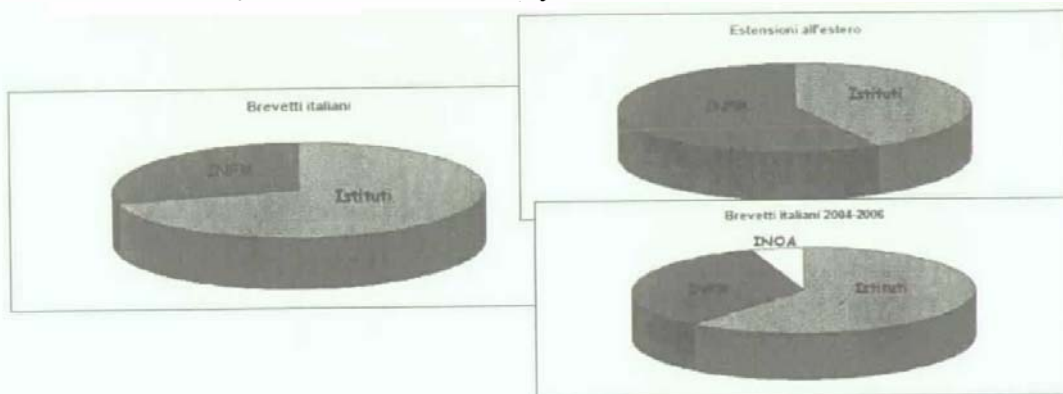 Estensioni all'estero
INFM
Istituti
Brevetti italiani
INFM
Istituti
Brevetti italiani 2004-2006
INOA
INFM
Istituti